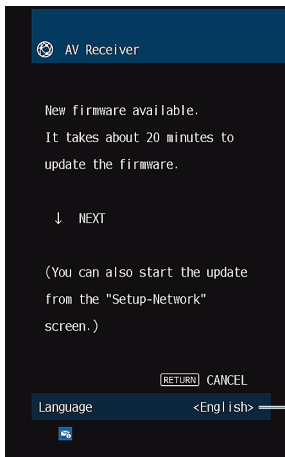 AV Receiver
New firmware available.
It takes about 20 minutes to
update the firmware.
↓ NEXT
(You can also start the update
from the "Setup-Network"
screen.)
RETURN CANCEL
Language <English>